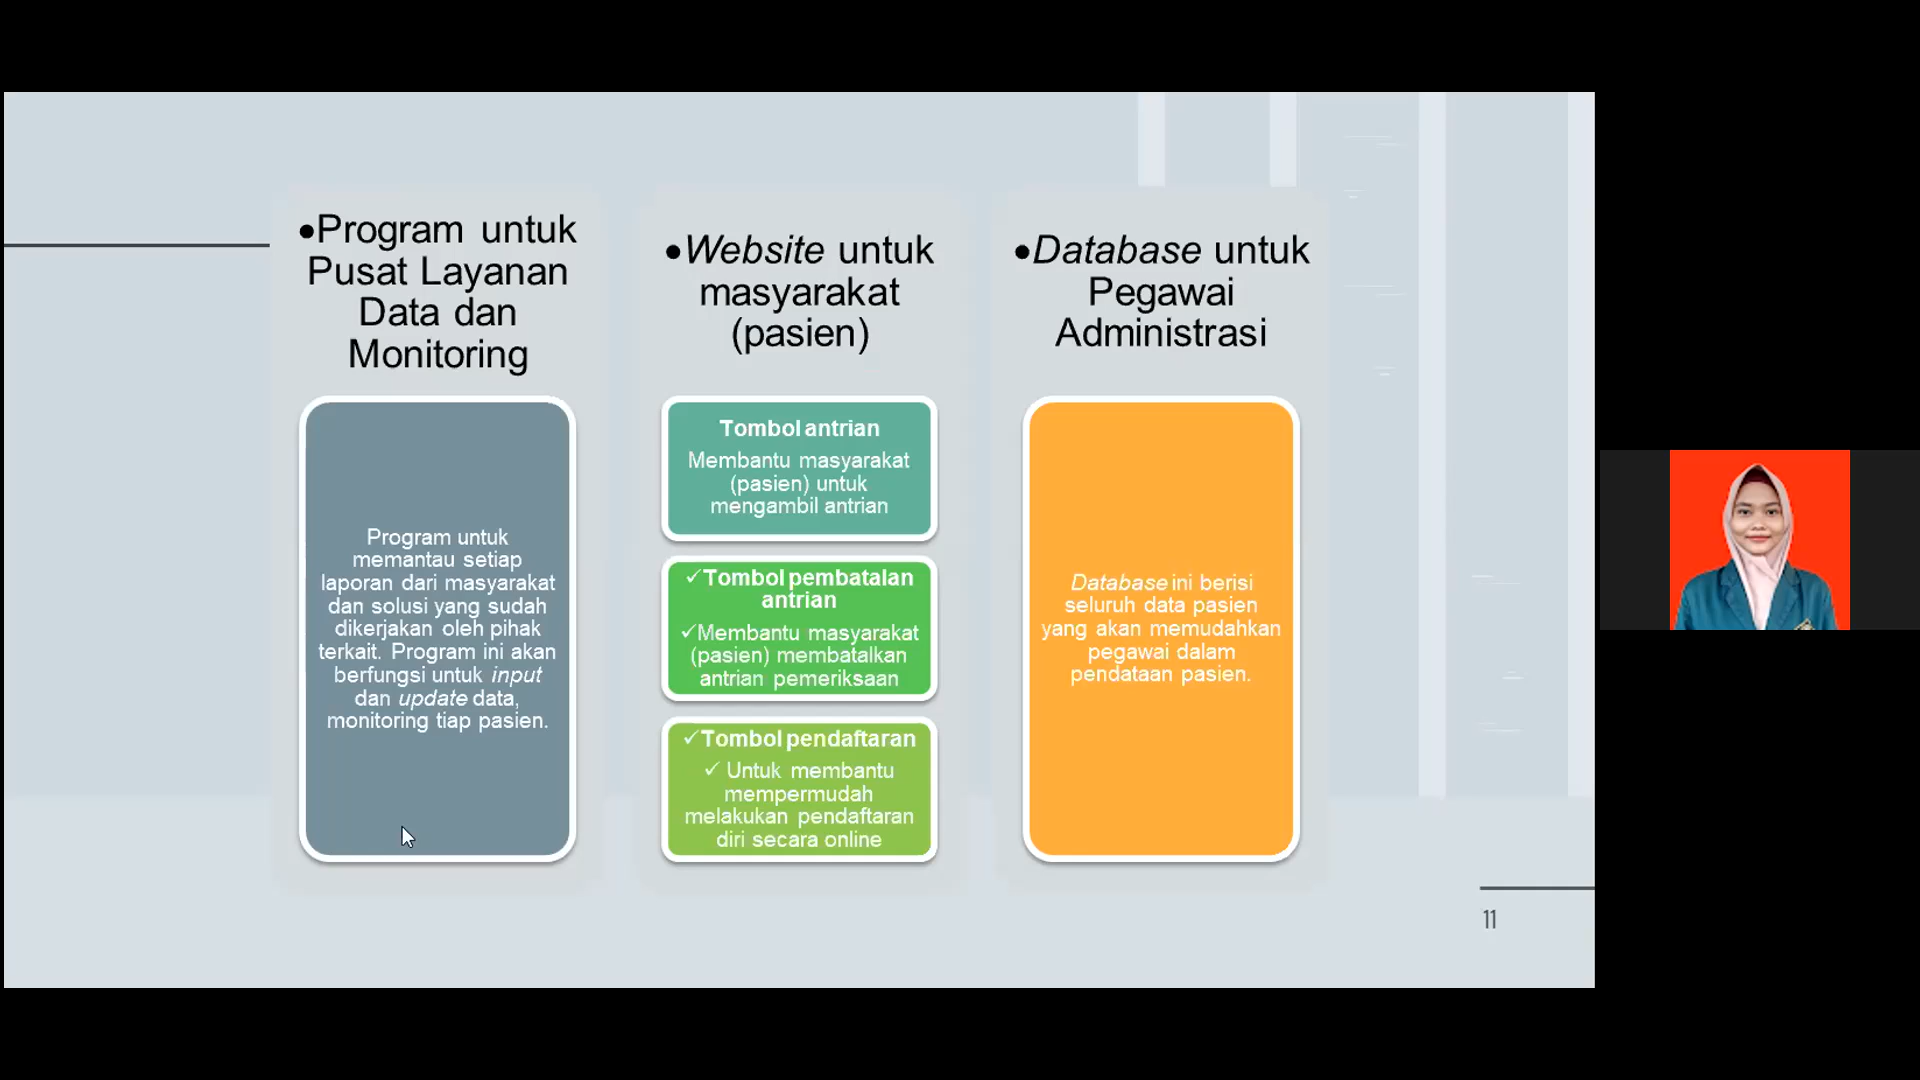 •Program untuk
Pusat Layanan
Data dan
Monitoring
Program untuk
memantau setiap
laporan dari masyarakat
dan solusi yang sudah
dikerjakan oleh pihak
terkait. Program ini akan
berfungsi untuk input
dan update data,
monitoring tiap pasien.
•Website untuk
masyarakat
(pasien)
Tombol antrian
Membantu masyarakat
(pasien) untuk
mengambil antrian
✓Tombol pembatalan
antrian
✓Membantu masyarakat
(pasien) membatalkan
antrian pemeriksaan
✓Tombol pendaftaran
✓ Untuk membantu
mempermudah
melakukan pendaftaran
diri secara online
•Database untuk
Pegawai
Administrasi
Database ini berisi
seluruh data pasien
yang akan memudahkan
pegawai dalam
pendataan pasien.
11